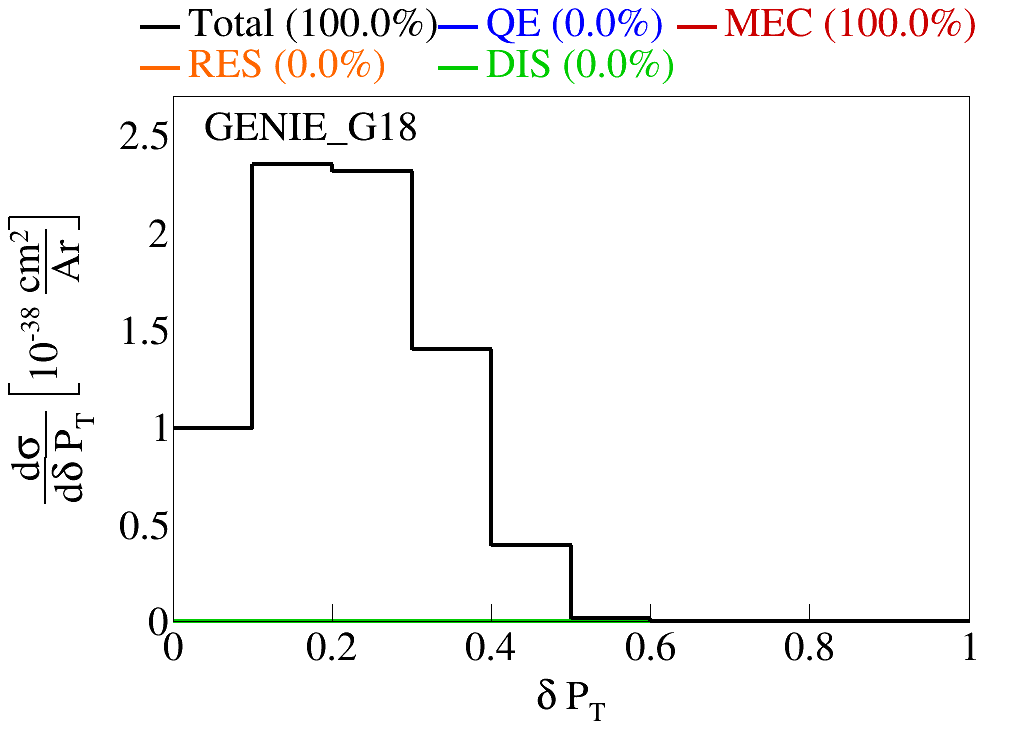 Total (100.0%) QE (0.0%) MEC (100.0%)
RES (0.0%) DIS (0.0%)
GENIE_G18
2.5
2
1.5
1
0.5
0
dσ/dδ P_T [10^-38 cm^2/Ar]
0 0.2 0.4 0.6 0.8 1
δ P_T